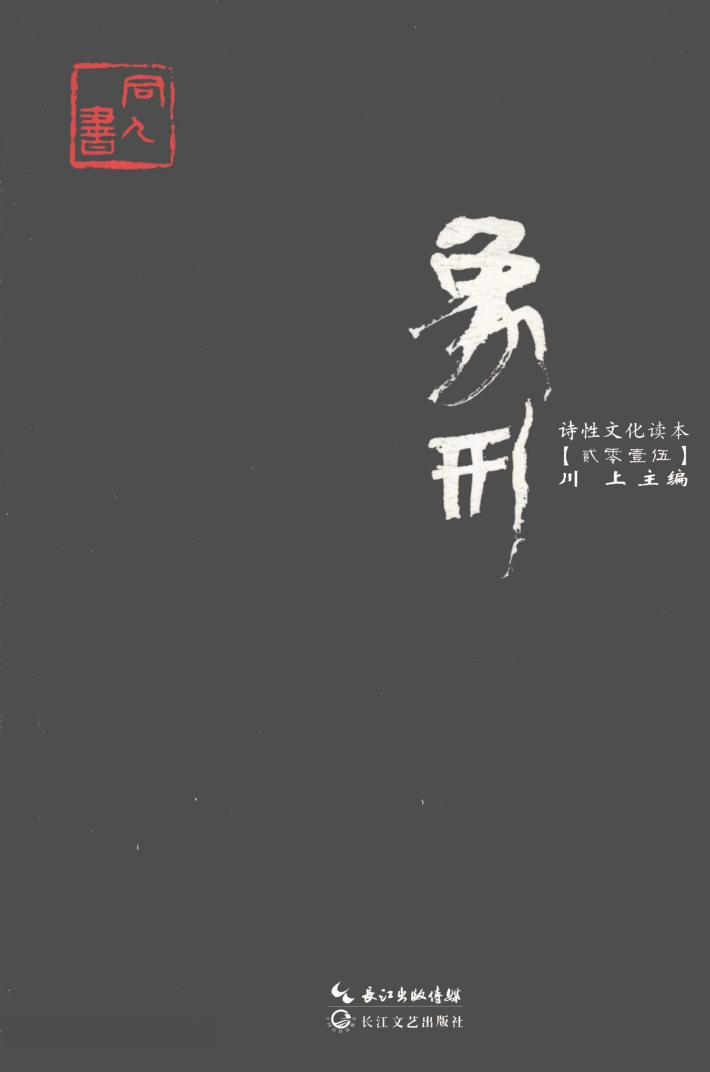 同人
書
象形
诗性文化读本
【贰零壹伍】
川 上 主编
長江出版传媒
长江文艺出版社